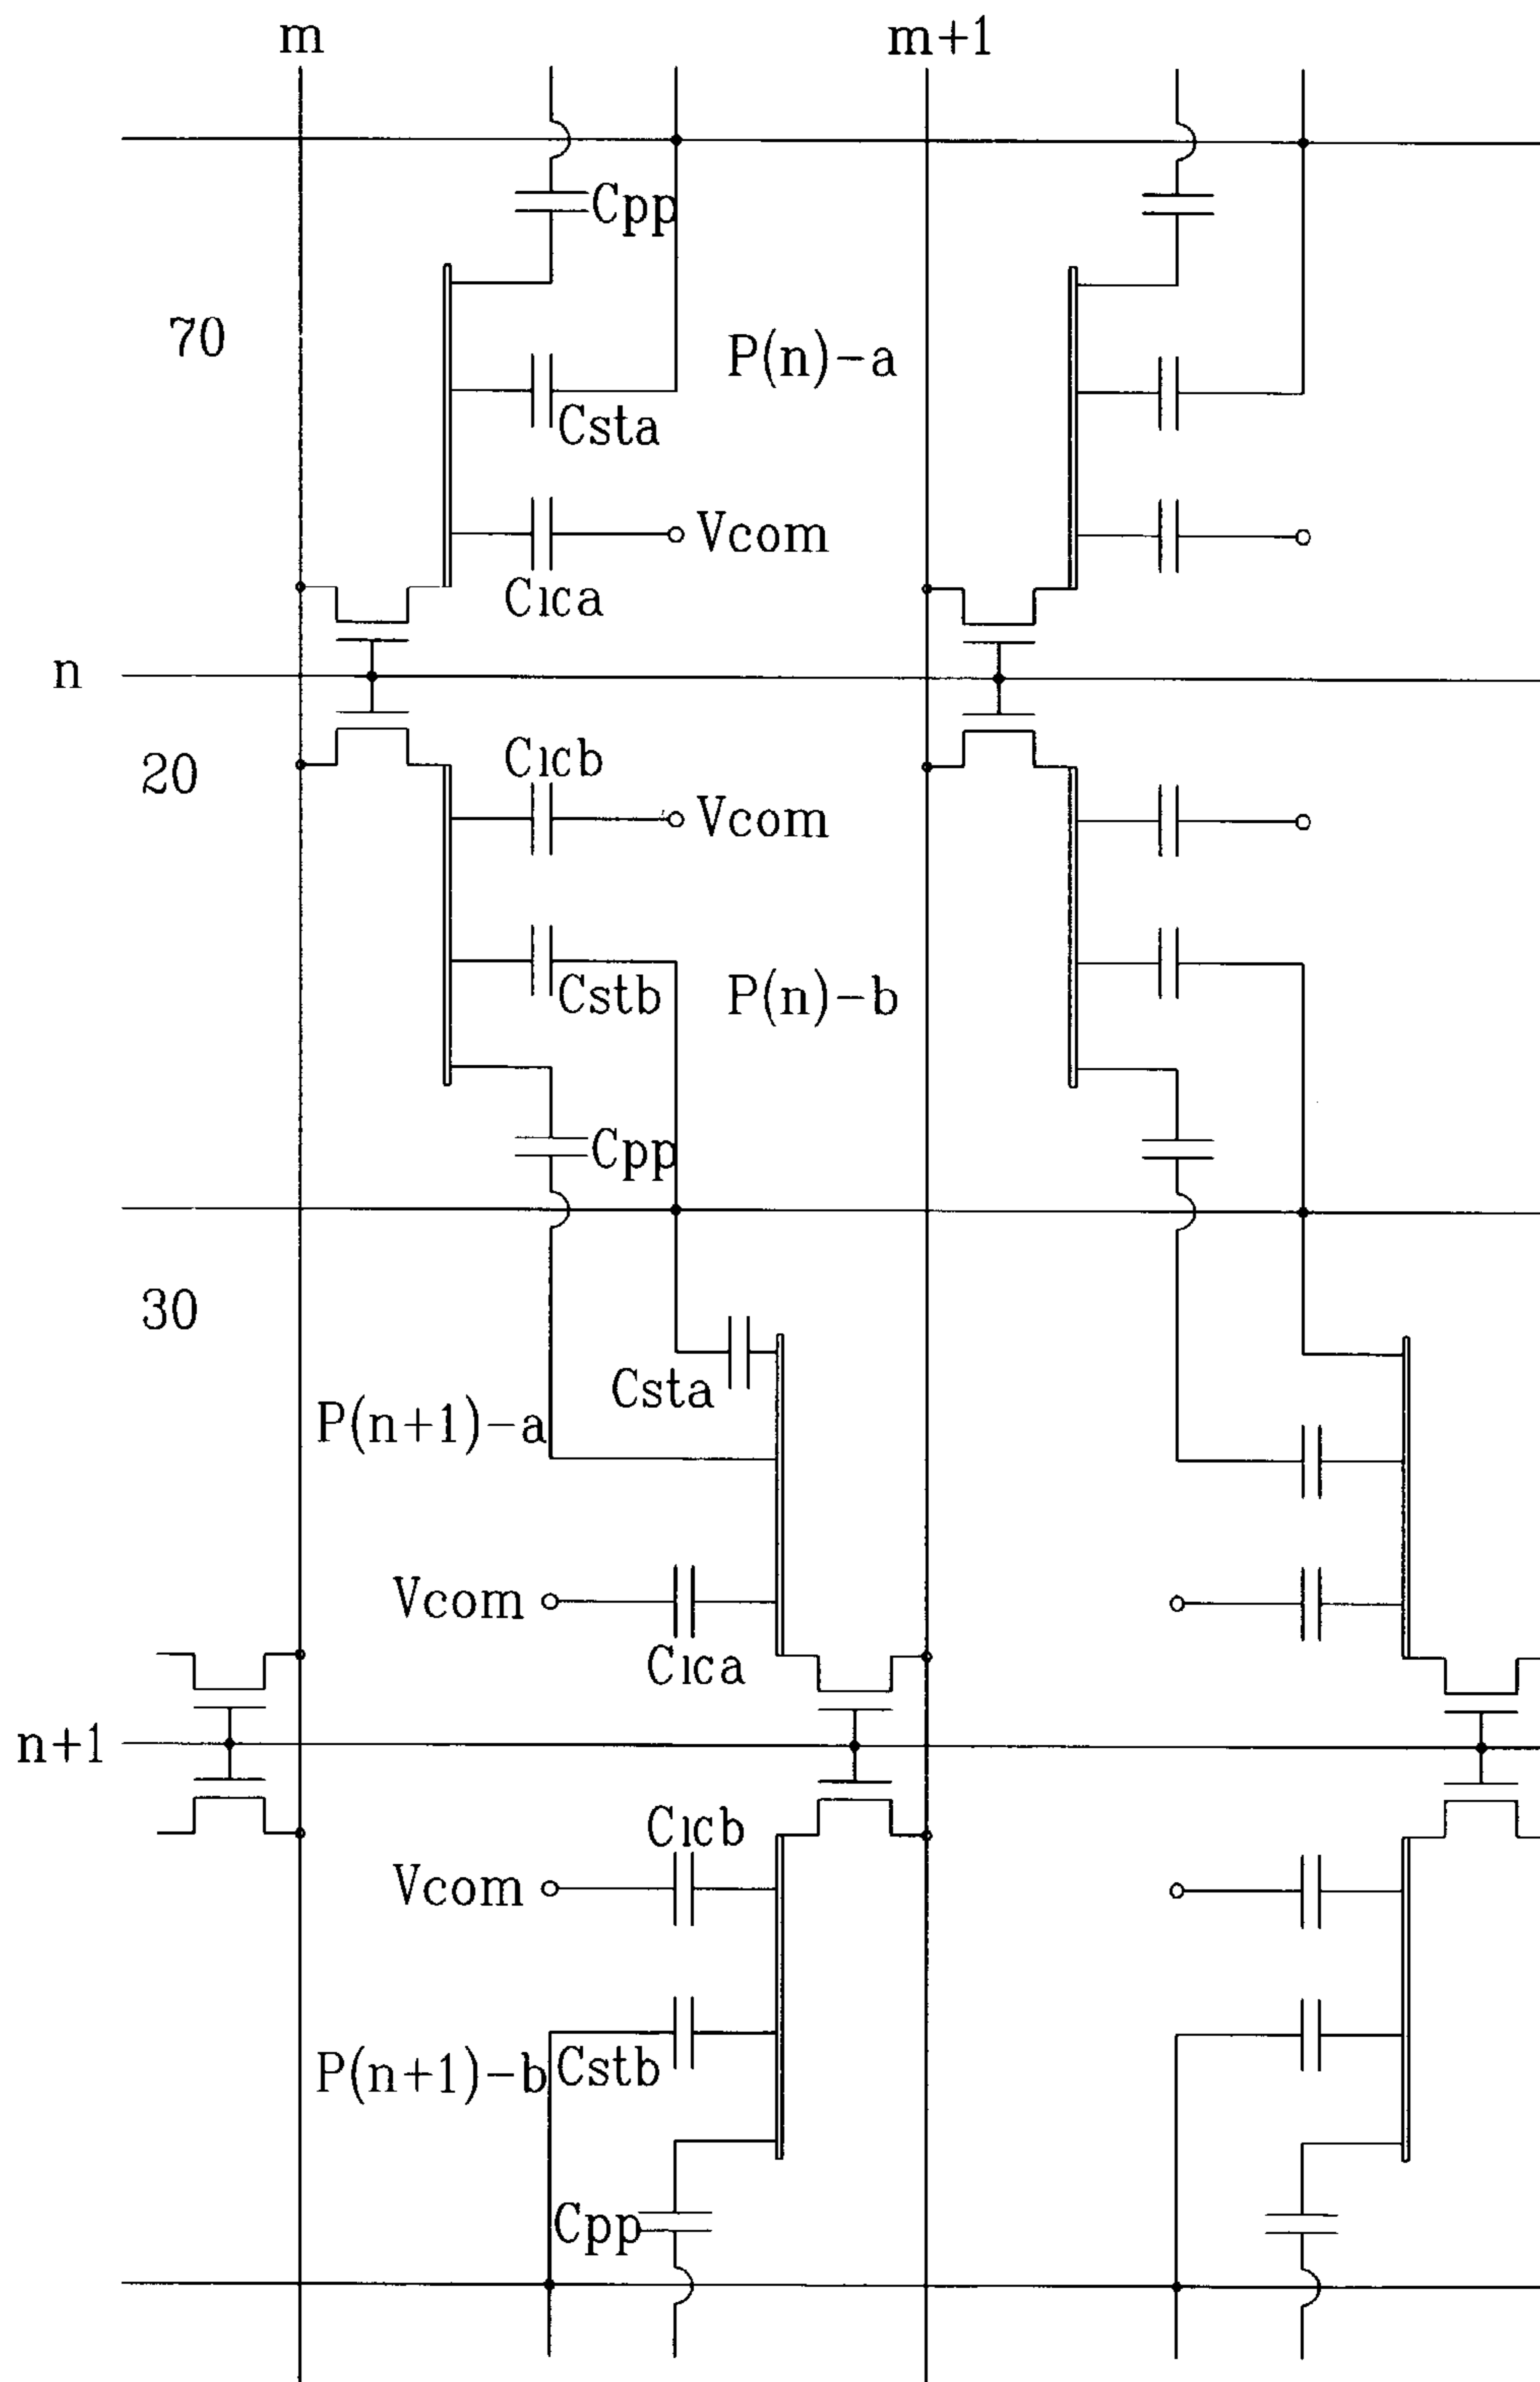 m
m+1
Cpp
70
P(n)-a
Csta
Vcom
Clca
n
20
Clcb
Vcom
Cstb
P(n)-b
Cpp
30
Csta
P(n+1)-a
Vcom
Clca
n+1
Clcb
Vcom
P(n+1)-b
Cstb
Cpp